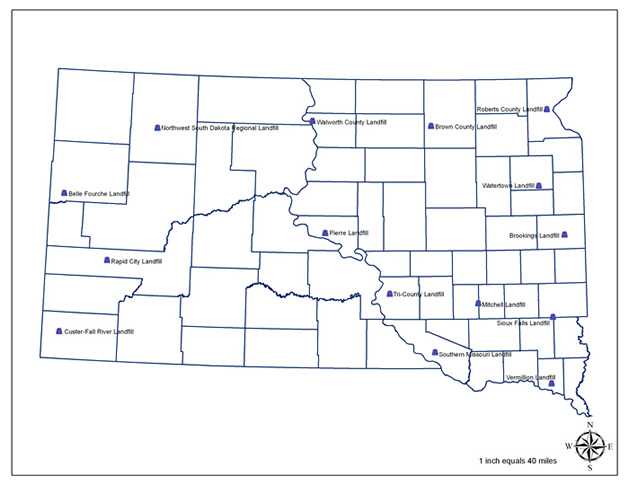 Roberts County Landfill
Walworth County Landfill
Northwest South Dakota Regional Landfill
Brown County Landfill
Watertown Landfill
Belle Fourche Landfill
Pierre Landfill
Brookings Landfill
Rapid City Landfill
Tri-County Landfill
Mitchell Landfill
Sioux Falls Landfill
Custer-Fall River Landfill
Southern Missouri Landfill
Vermillion Landfill
N
W
E
S
1 inch equals 40 miles